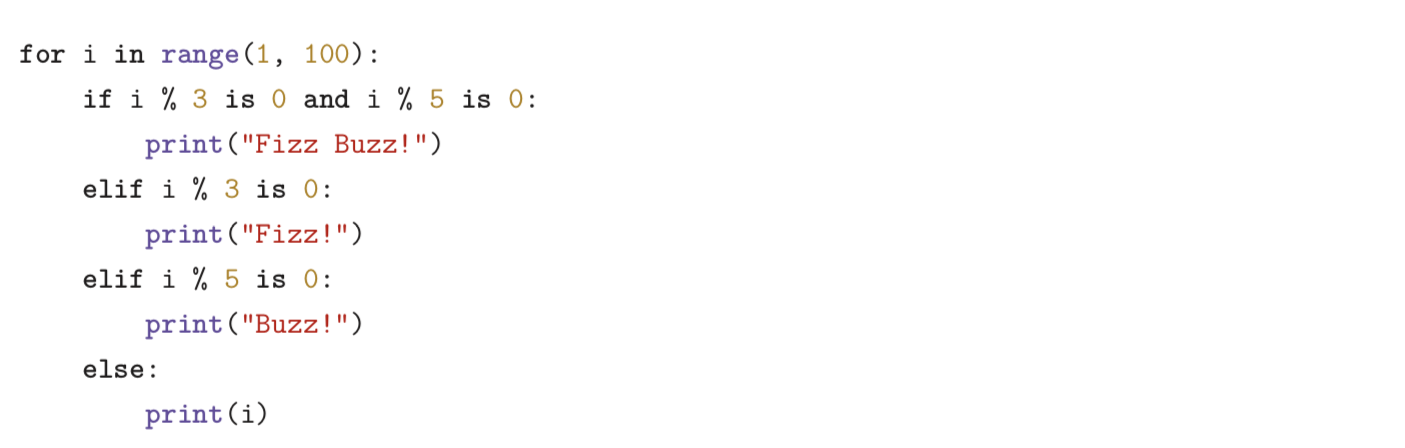 for i in range(1, 100):
    if i % 3 is 0 and i % 5 is 0:
        print("Fizz Buzz!")
    elif i % 3 is 0:
        print("Fizz!")
    elif i % 5 is 0:
        print("Buzz!")
    else:
        print(i)